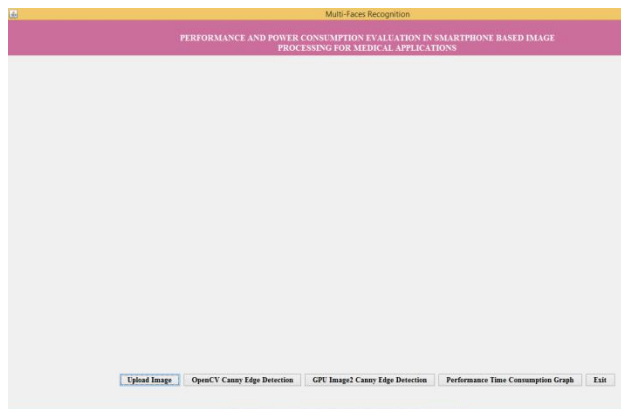 Multi-Faces Recognition
PERFORMANCE AND POWER CONSUMPTION EVALUATION IN SMARTPHONE BASED IMAGE
PROCESSING FOR MEDICAL APPLICATIONS
Upload Image OpenCV Canny Edge Detection GPU Image2 Canny Edge Detection Performance Time Consumption Graph Exit